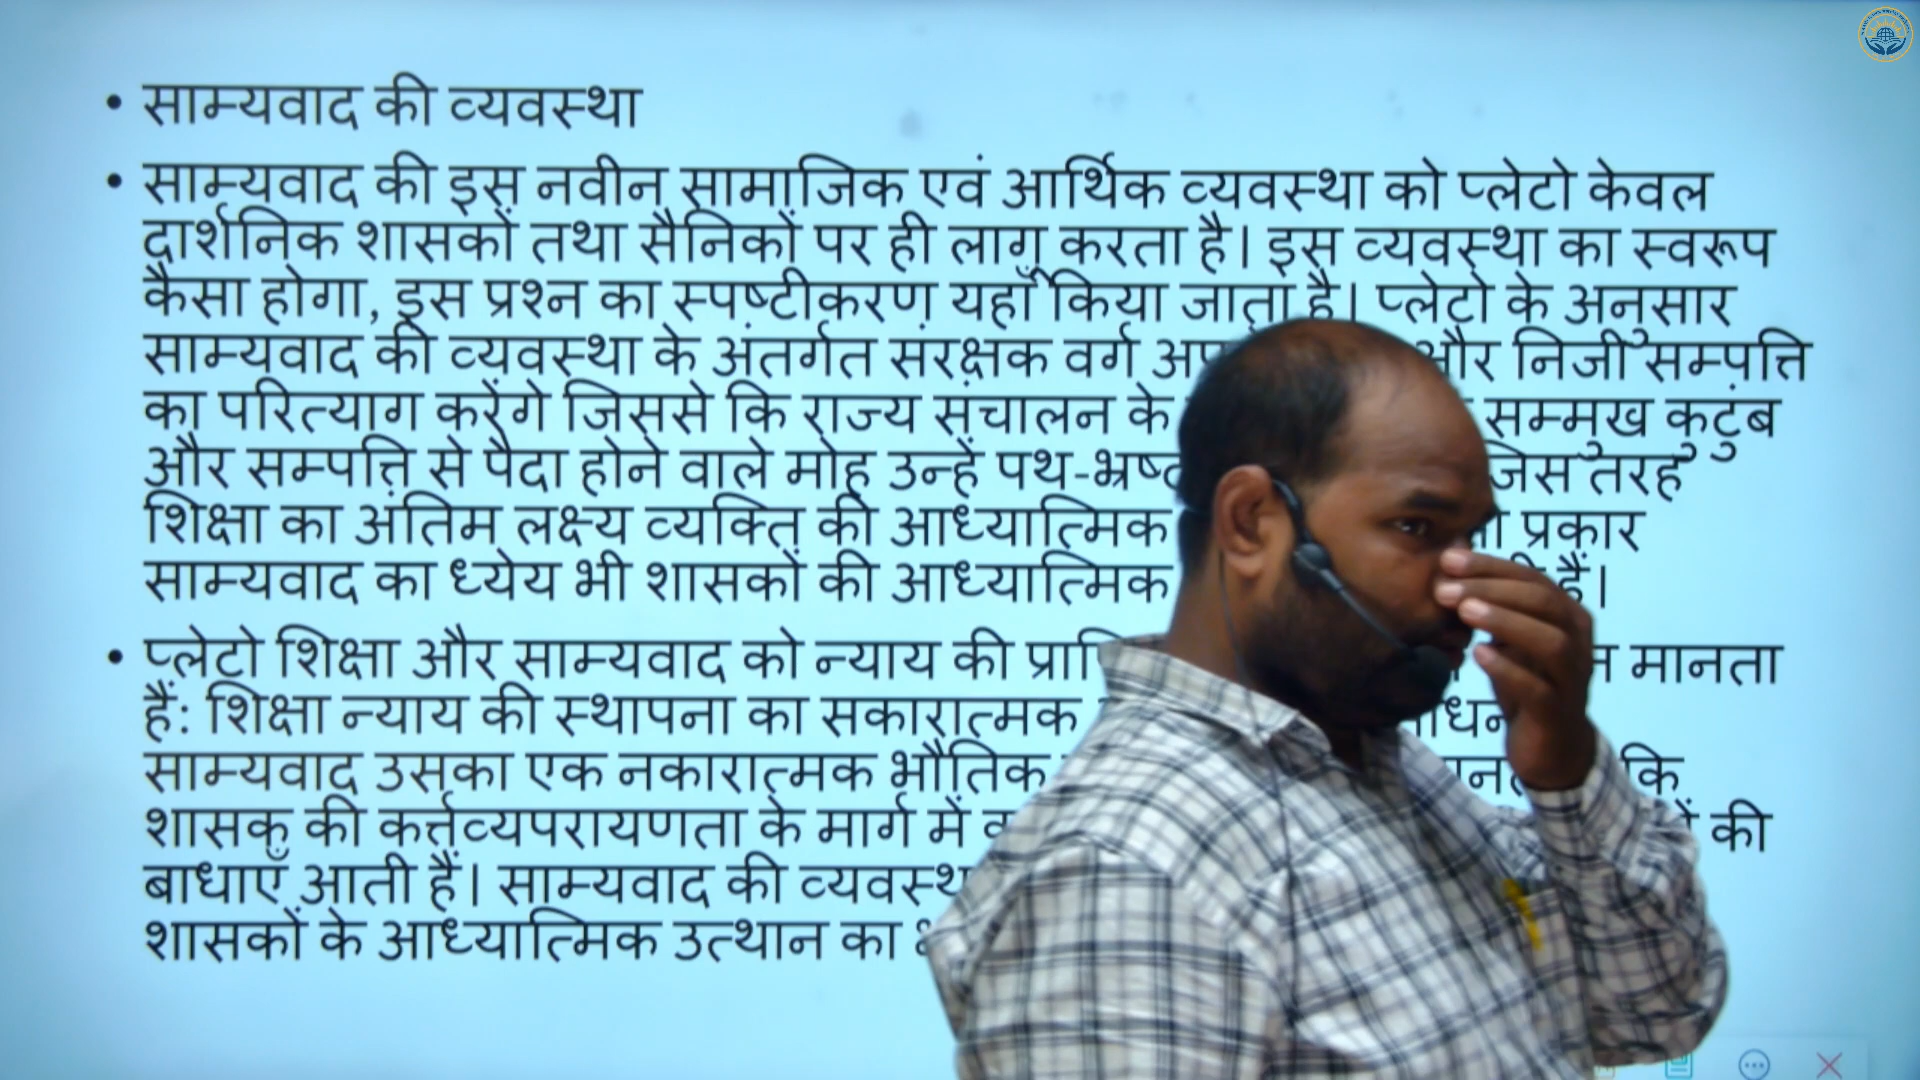 • साम्यवाद की व्यवस्था
• साम्यवाद की इस नवीन सामाजिक एवं आर्थिक व्यवस्था को प्लेटो केवल
दार्शनिक शासकों तथा सैनिकों पर ही लागू करता है। इस व्यवस्था का स्वरूप
कैसा होगा, इस प्रश्न का स्पष्टीकरण यहाँ किया जाता है। प्लेटो के अनुसार
साम्यवाद की व्यवस्था के अंतर्गत संरक्षक वर्ग और निजी सम्पत्ति
का परित्याग करेंगे जिससे कि राज्य संचालन के सम्मुख कुटुंब
और सम्पत्ति से पैदा होने वाले मोह उन्हें पथ-भ्रष्ट जिस तरह
शिक्षा का अंतिम लक्ष्य व्यक्ति की आध्यात्मिक प्रकार
साम्यवाद का ध्येय भी शासकों की आध्यात्मिक हैं।
• प्लेटो शिक्षा और साम्यवाद को न्याय की मानता
हैं: शिक्षा न्याय की स्थापना का सकारात्मक
साम्यवाद उसका एक नकारात्मक भौतिक कि
शासक की कर्त्तव्यपरायणता के मार्ग में की
बाधाएँ आती हैं। साम्यवाद की
शासकों के आध्यात्मिक उत्थान का